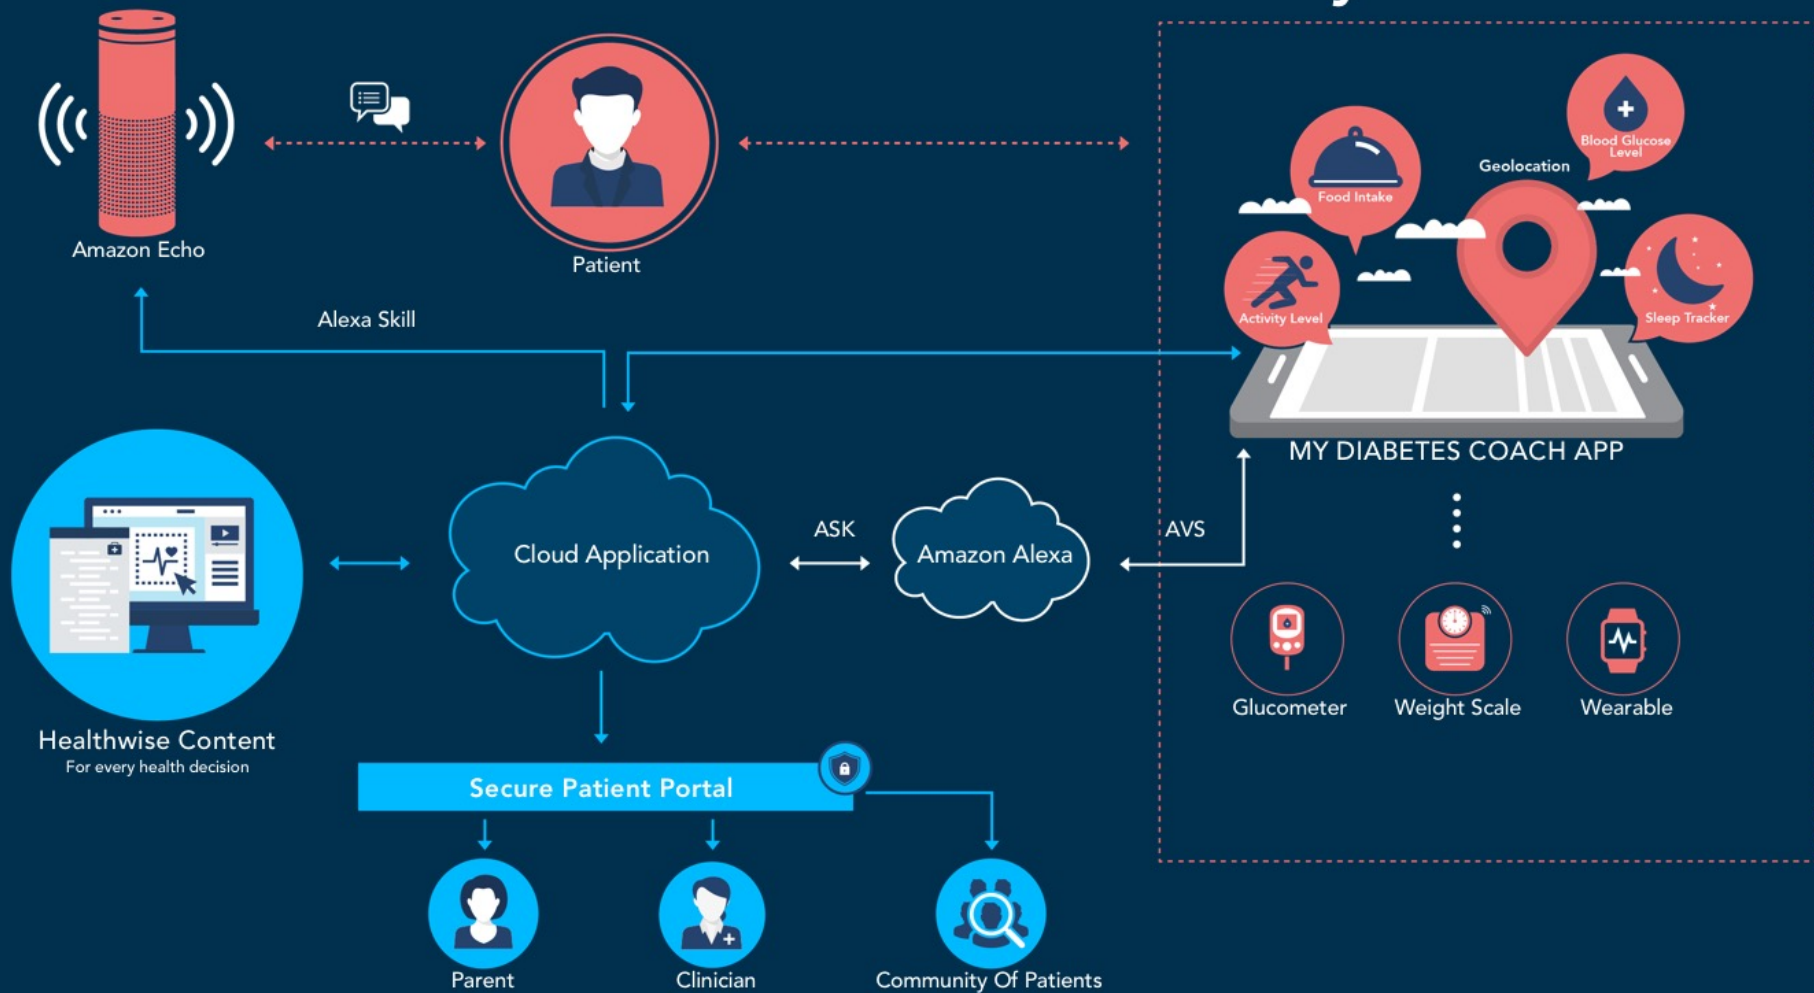 Blood Glucose
Level
Geolocation
Food Intake
Amazon Echo
Patient
Activity Level
Sleep Tracker
Alexa Skill
MY DIABETES COACH APP
ASK
AVS
Cloud Application
Amazon Alexa
Glucometer
Weight Scale
Wearable
Healthwise Content
For every health decision
Secure Patient Portal
Parent
Clinician
Community Of Patients